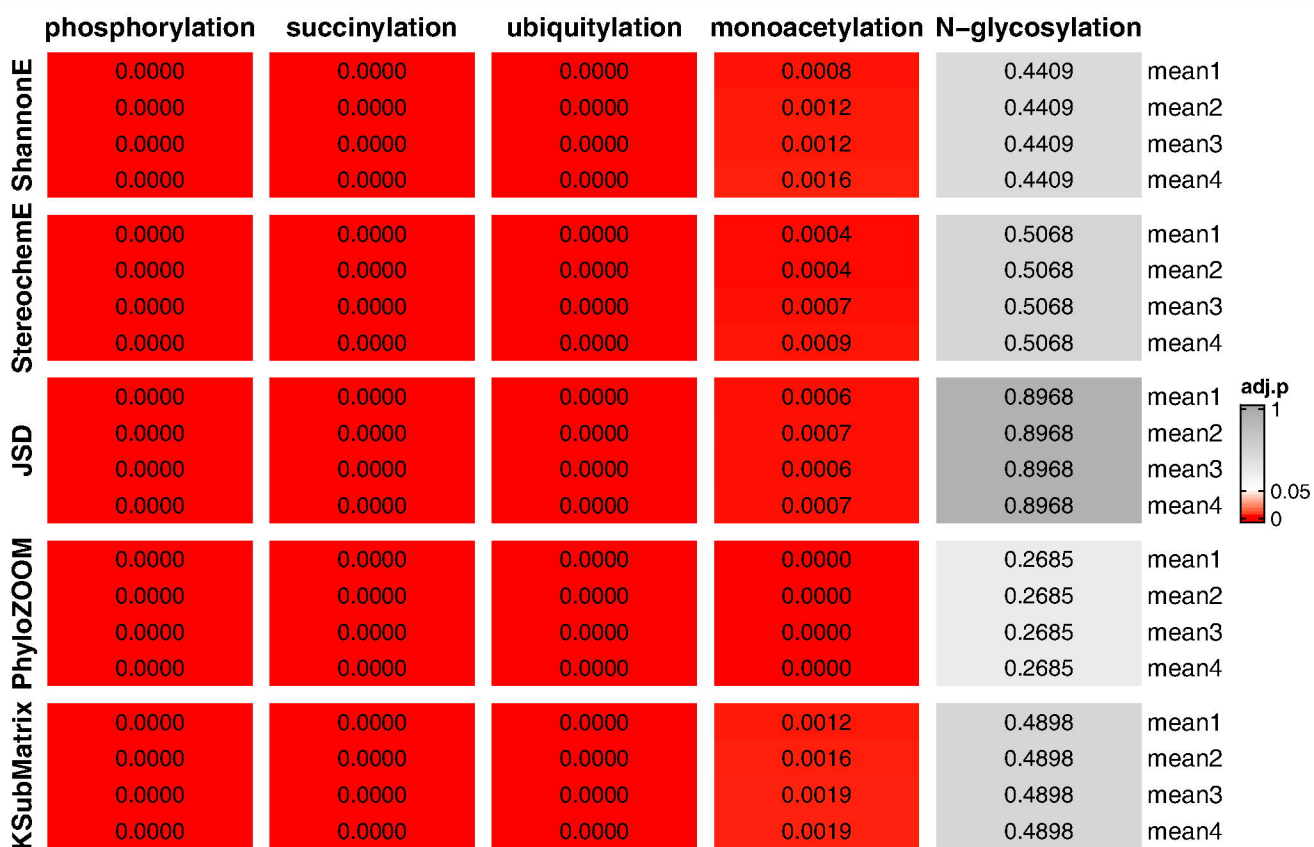 phosphorylation succinylation ubiquitylation monoacetylation N−glycosylation
ShannonE
0.0000 0.0000 0.0000 0.0008 0.4409 mean1
0.0000 0.0000 0.0000 0.0012 0.4409 mean2
0.0000 0.0000 0.0000 0.0012 0.4409 mean3
0.0000 0.0000 0.0000 0.0016 0.4409 mean4
StereochemE
0.0000 0.0000 0.0000 0.0004 0.5068 mean1
0.0000 0.0000 0.0000 0.0004 0.5068 mean2
0.0000 0.0000 0.0000 0.0007 0.5068 mean3
0.0000 0.0000 0.0000 0.0009 0.5068 mean4
JSD
0.0000 0.0000 0.0000 0.0006 0.8968 mean1
0.0000 0.0000 0.0000 0.0007 0.8968 mean2
0.0000 0.0000 0.0000 0.0006 0.8968 mean3
0.0000 0.0000 0.0000 0.0007 0.8968 mean4
PhyloZOOM
0.0000 0.0000 0.0000 0.0000 0.2685 mean1
0.0000 0.0000 0.0000 0.0000 0.2685 mean2
0.0000 0.0000 0.0000 0.0000 0.2685 mean3
0.0000 0.0000 0.0000 0.0000 0.2685 mean4
KSubMatrix
0.0000 0.0000 0.0000 0.0012 0.4898 mean1
0.0000 0.0000 0.0000 0.0016 0.4898 mean2
0.0000 0.0000 0.0000 0.0019 0.4898 mean3
0.0000 0.0000 0.0000 0.0019 0.4898 mean4
adj.p
1
0.05
0